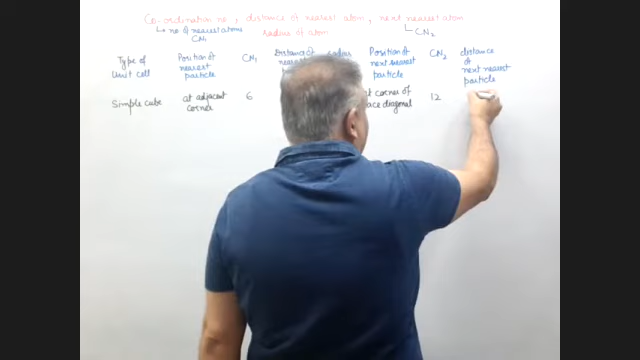 Co-ordination no, distance of nearest atom, next nearest atom
↳ no of nearest atoms radius of atom ↳ CN2
CN1
Type of Unit cell Position of nearest particle CN1 Distance of radius Position of next nearest particle CN2 distance of next nearest particle
Simple cube at adjacent corner 6 corner of face diagonal 12